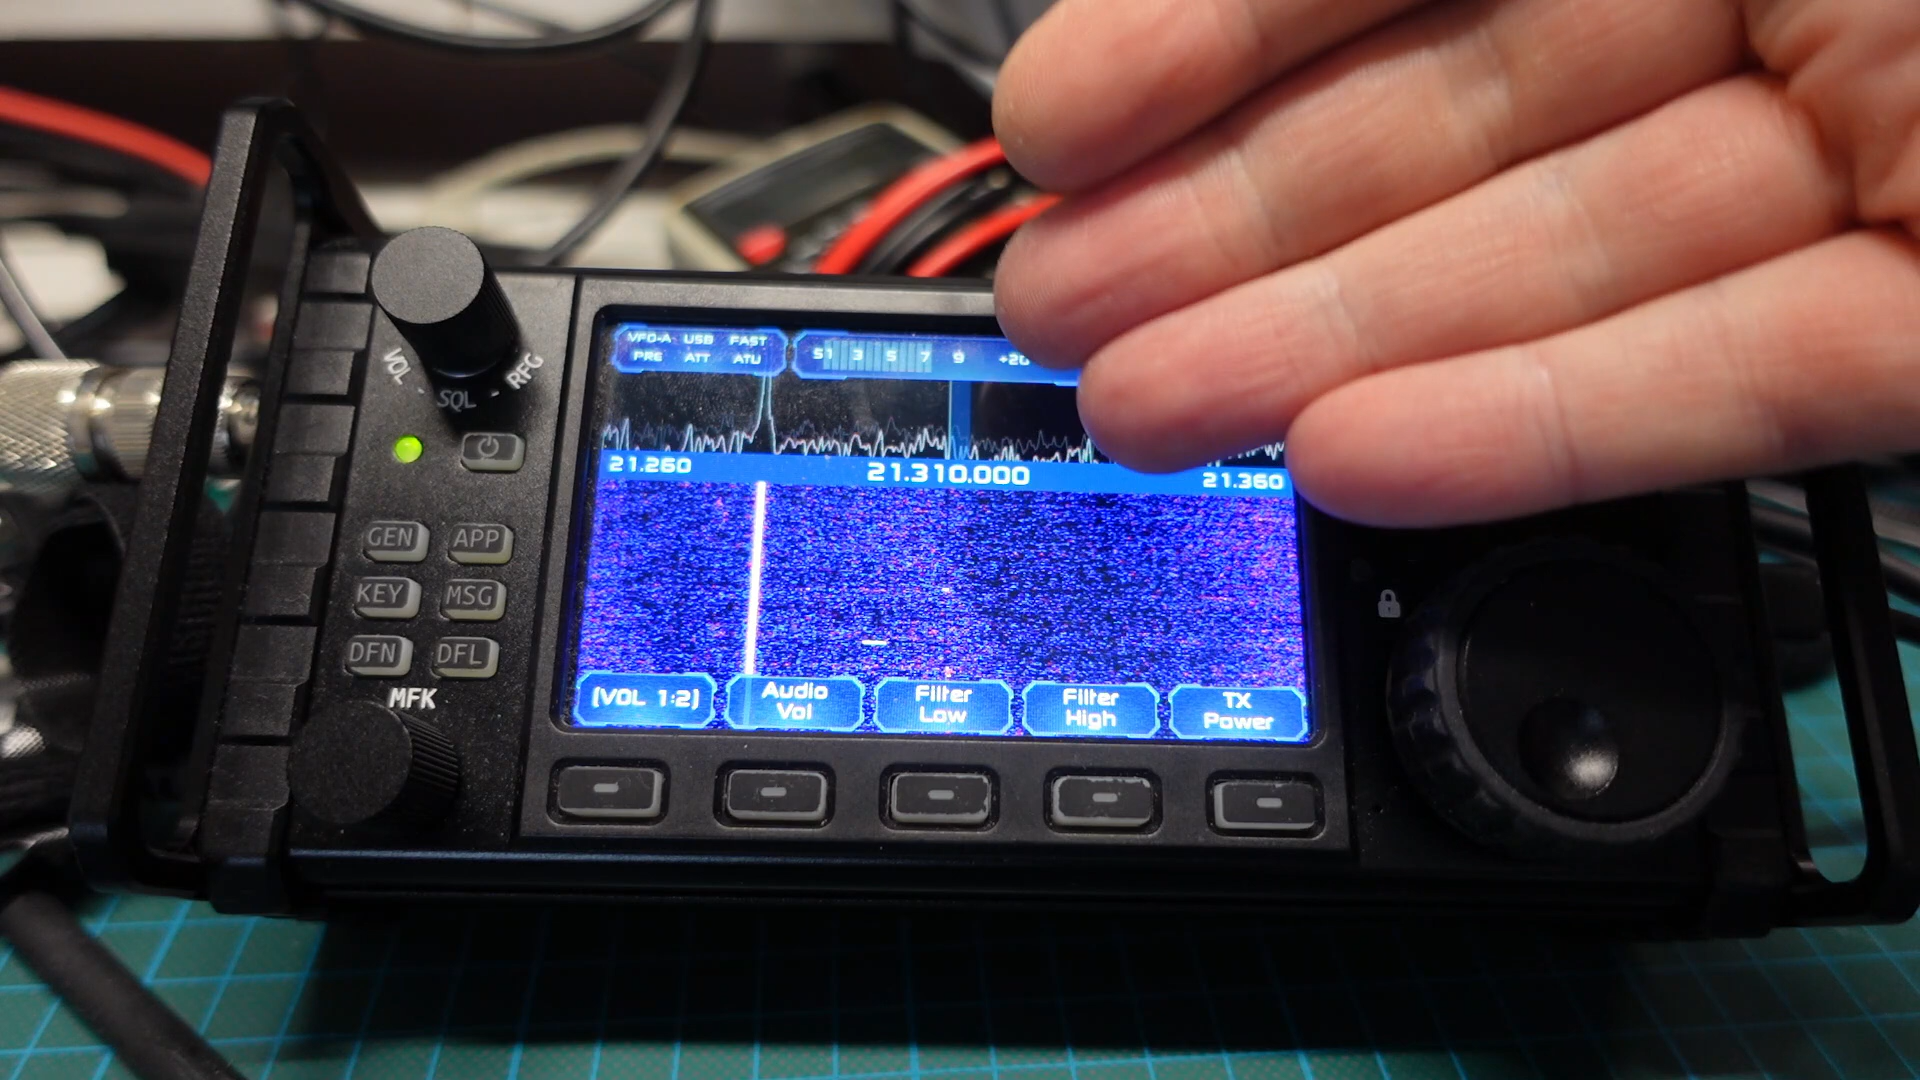 VFO-A USB FAST
PRE ATT ATU
S1 3 5 7 9 +20
VOL - SQL - RFG
21.260 21.310.000 21.360
GEN APP
KEY MSG
DFN DFL
MFK
(VOL 1:2)
Audio
Vol
Filter
Low
Filter
High
TX
Power